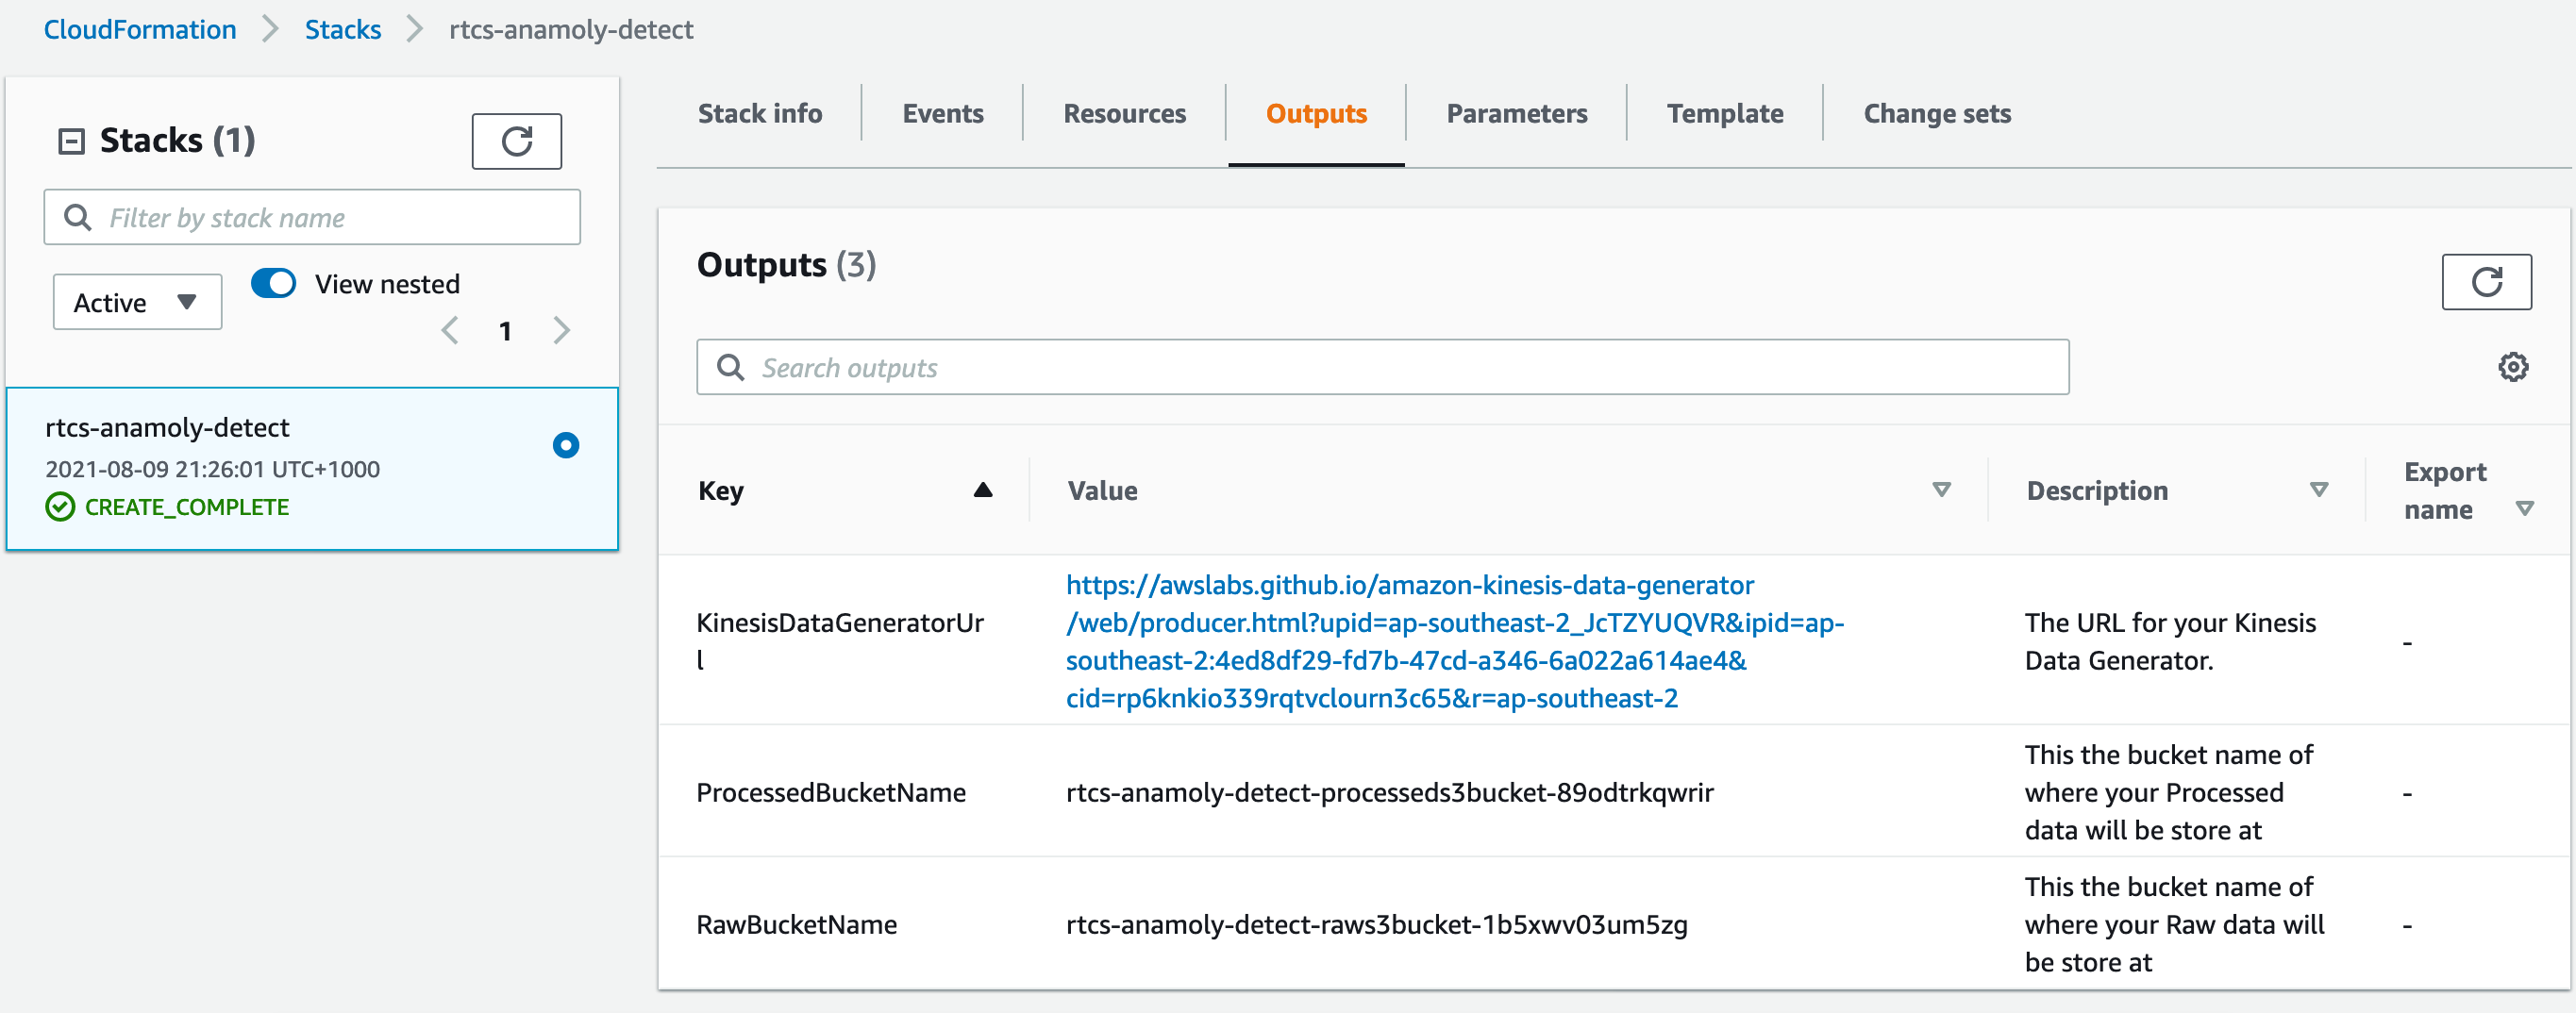 CloudFormation > Stacks > rtcs-anamoly-detect
Stacks (1)
Filter by stack name
Active
View nested
1
rtcs-anamoly-detect
2021-08-09 21:26:01 UTC+1000
CREATE_COMPLETE
Stack info
Events
Resources
Outputs
Parameters
Template
Change sets
Outputs (3)
Search outputs
Key
Value
Description
Export
name
KinesisDataGeneratorUr
l
https://awslabs.github.io/amazon-kinesis-data-generator
/web/producer.html?upid=ap-southeast-2_JcTZYUQVR&ipid=ap-
southeast-2:4ed8df29-fd7b-47cd-a346-6a022a614ae4&
cid=rp6knkio339rqtvclourn3c65&r=ap-southeast-2
The URL for your Kinesis
Data Generator.
-
ProcessedBucketName
rtcs-anamoly-detect-processeds3bucket-89odtrkqwrir
This the bucket name of
where your Processed
data will be store at
-
RawBucketName
rtcs-anamoly-detect-raws3bucket-1b5xwv03um5zg
This the bucket name of
where your Raw data will
be store at
-